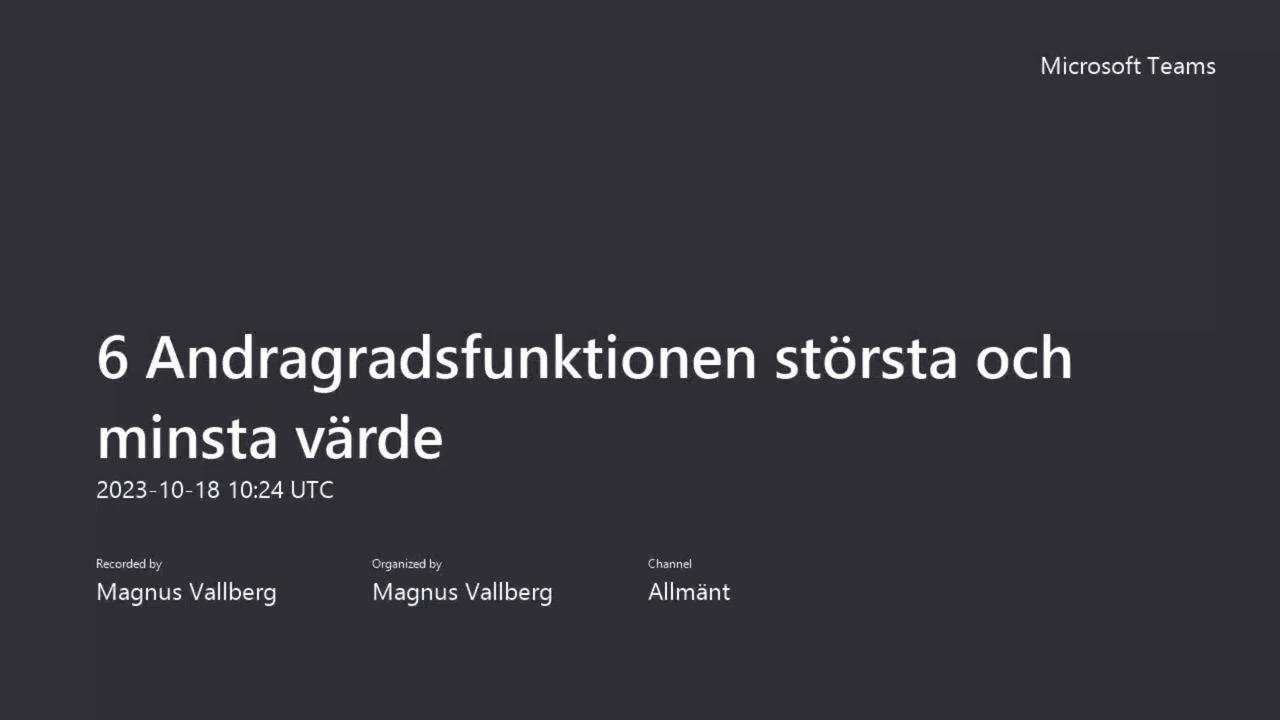 Microsoft Teams
6 Andragradsfunktionen största och
minsta värde
2023-10-18 10:24 UTC
Recorded by
Magnus Vallberg
Organized by
Magnus Vallberg
Channel
Allmänt